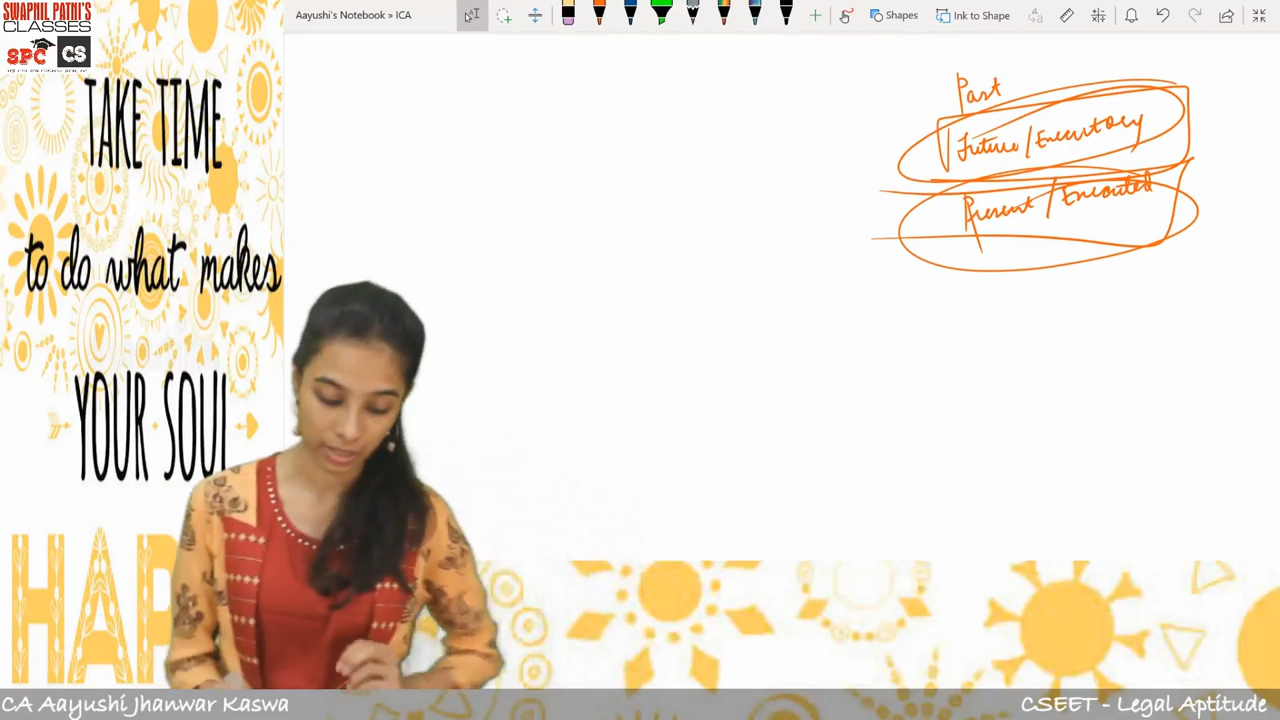 SWAPNIL PATNI'S
CLASSES
SPC CS
Aayushi's Notebook » ICA
Shapes
Ink to Shape
TAKE TIME
to do what makes
YOUR SOUL
HAP
Past
Future/Executory
Present/Executed
CA Aayushi Jhanwar Kaswa
CSEET - Legal Aptitude